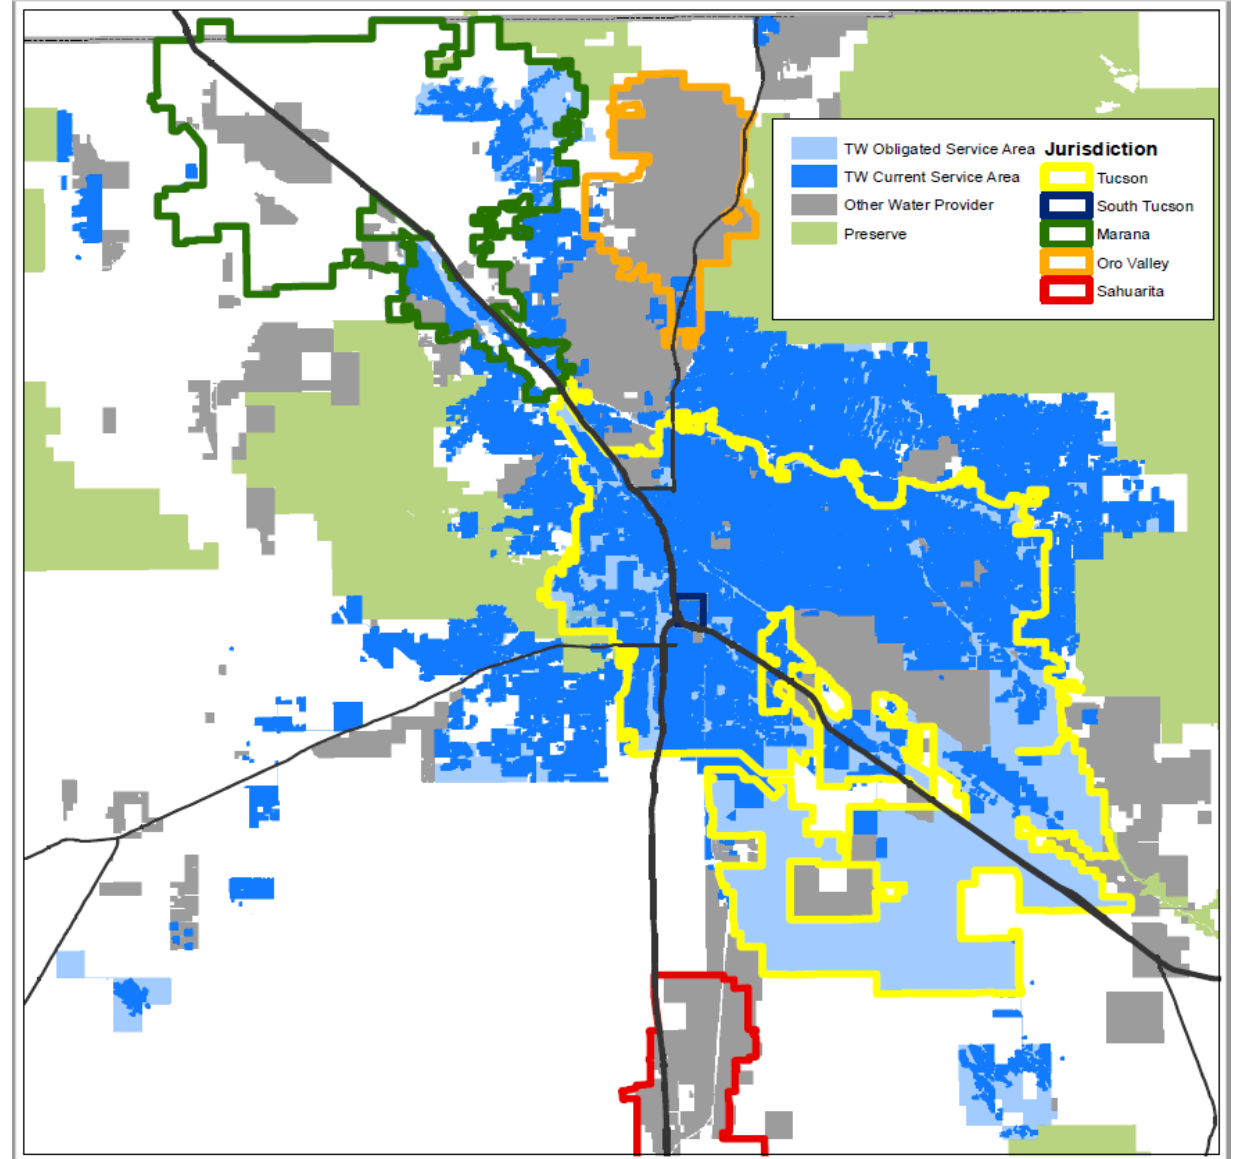 TW Obligated Service Area
TW Current Service Area
Other Water Provider
Preserve
Jurisdiction
Tucson
South Tucson
Marana
Oro Valley
Sahuarita